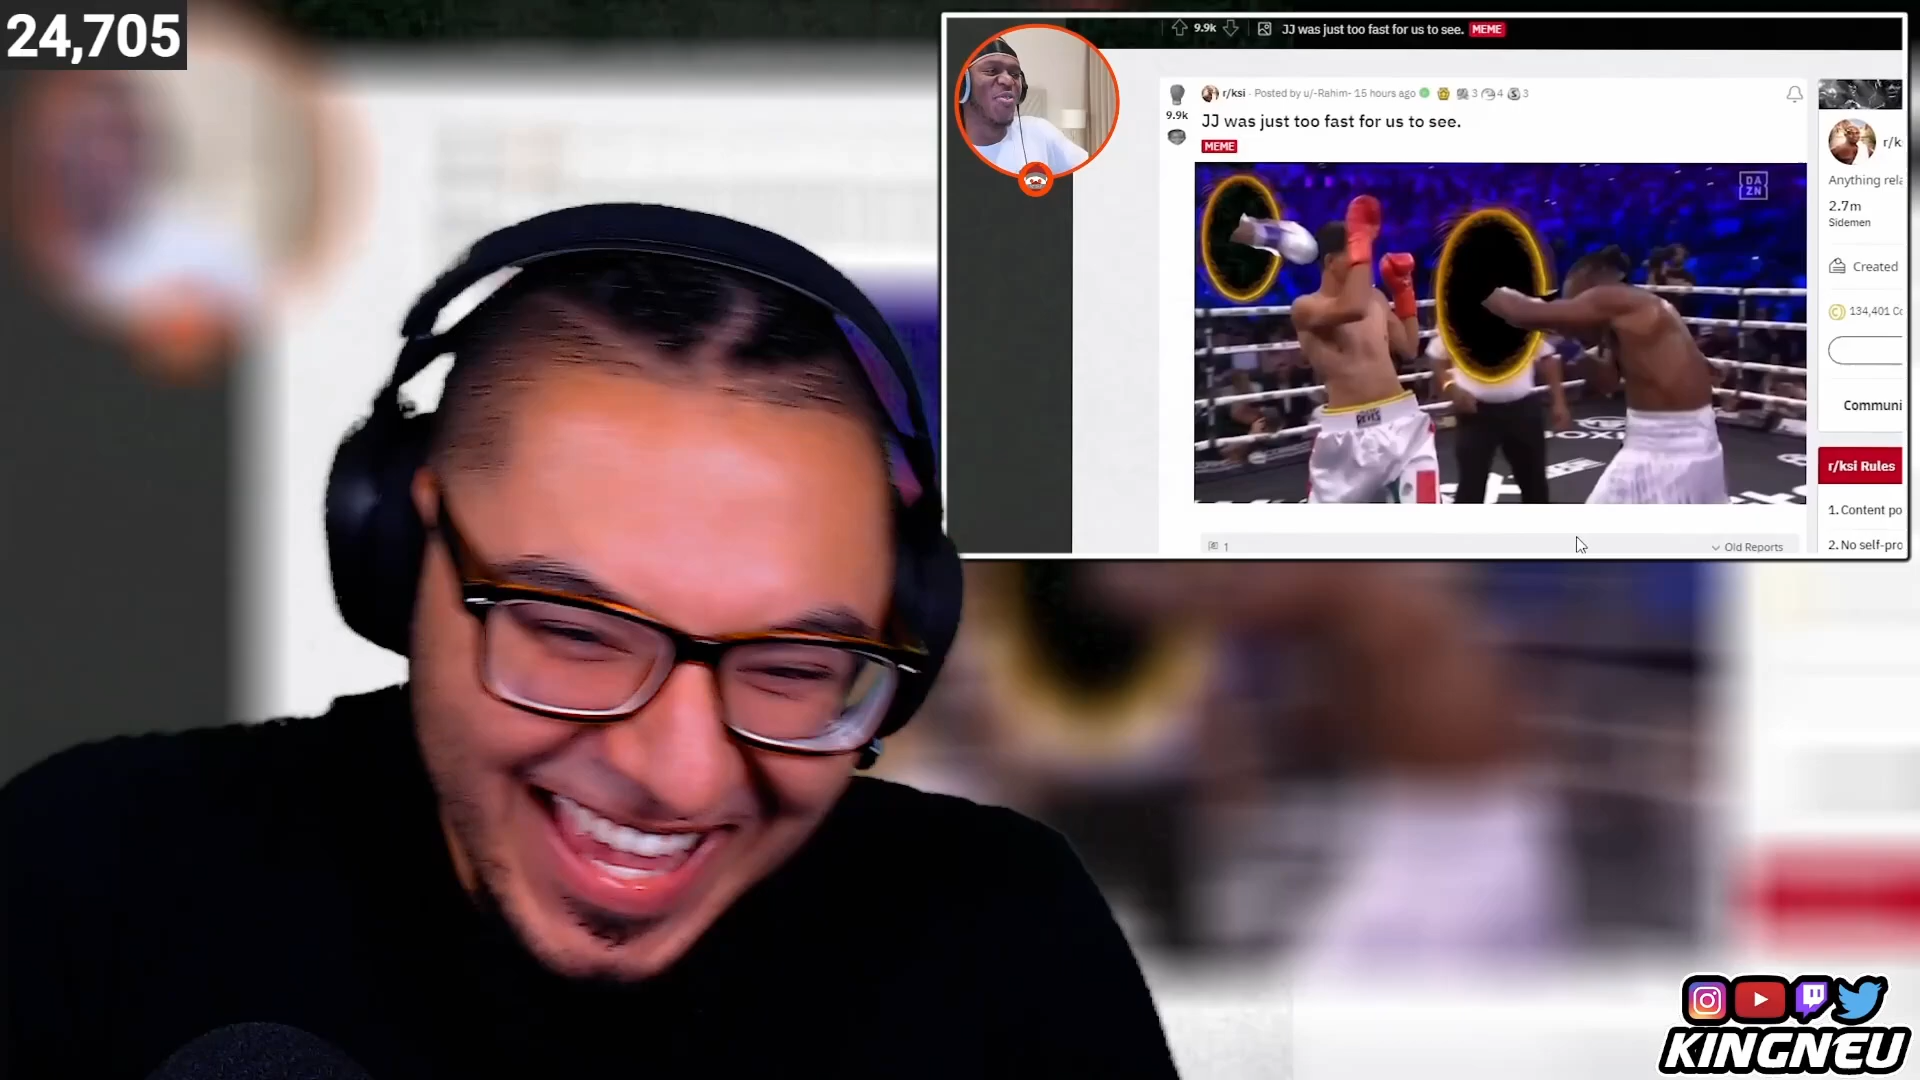 24,705
9.9k JJ was just too fast for us to see. MEME
r/ksi · Posted by u/-Rahim- 15 hours ago 3 4 3
9.9k
JJ was just too fast for us to see.
MEME
DA
ZN
REYES
1 Old Reports
r/k
Anything rela
2.7m
Sidemen
Created
134,401 Co
Communi
r/ksi Rules
1. Content po
2. No self-pro
KINGNEU